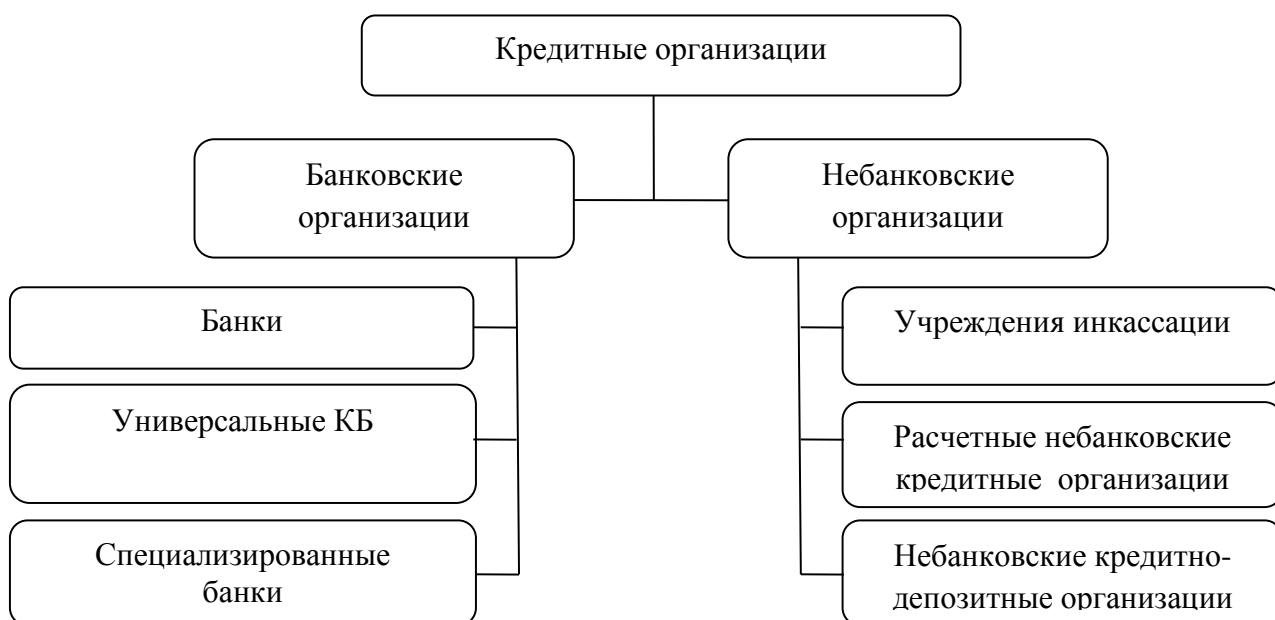 Кредитные организации
Банковские
организации
Небанковские
организации
Банки
Универсальные КБ
Специализированные
банки
Учреждения инкассации
Расчетные небанковские
кредитные организации
Небанковские кредитно-
депозитные организации